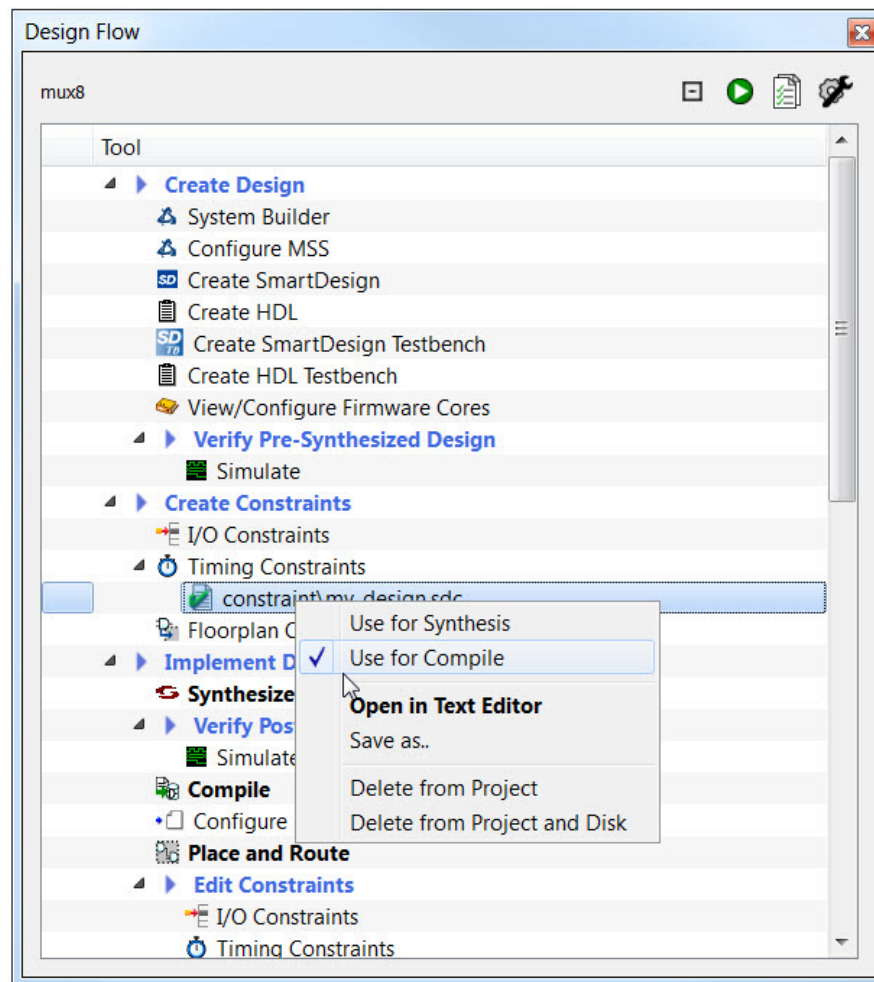 Design Flow
mux8
Tool
Create Design
System Builder
Configure MSS
SD Create SmartDesign
Create HDL
SD TB Create SmartDesign Testbench
Create HDL Testbench
View/Configure Firmware Cores
Verify Pre-Synthesized Design
Simulate
Create Constraints
I/O Constraints
Timing Constraints
constraint\my_design.sdc
Use for Synthesis
Floorplan C
Use for Compile
Implement D
Synthesize
Open in Text Editor
Verify Pos
Save as..
Simulate
Compile
Delete from Project
Configure
Delete from Project and Disk
Place and Route
Edit Constraints
I/O Constraints
Timing Constraints